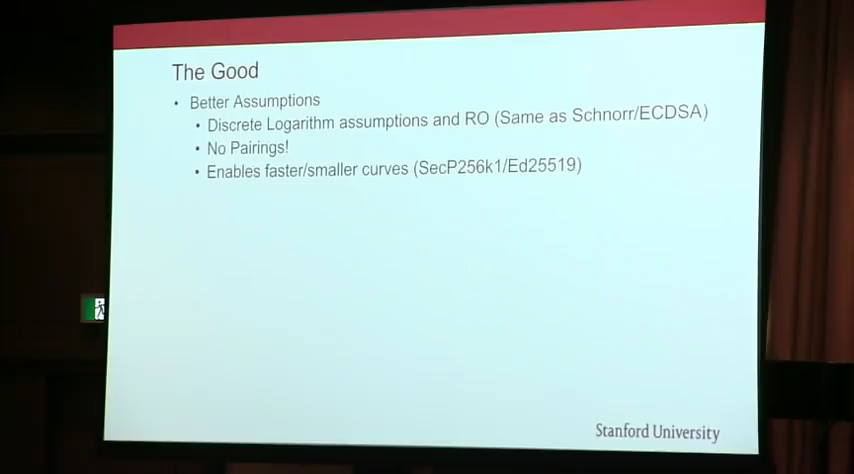 The Good
• Better Assumptions
• Discrete Logarithm assumptions and RO (Same as Schnorr/ECDSA)
• No Pairings!
• Enables faster/smaller curves (SecP256k1/Ed25519)
Stanford University